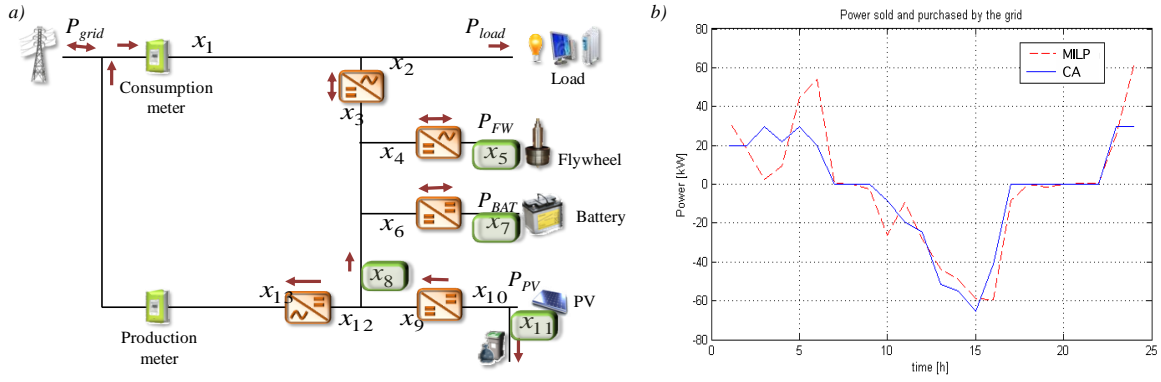 a)
P_grid
x_1
P_load
Consumption
meter
x_2
Load
x_3
P_FW
x_4
x_5
Flywheel
P_BAT
x_6
x_7
Battery
x_8
x_13
x_10
P_PV
PV
x_12
x_9
x_11
Production
meter
b)
Power sold and purchased by the grid
MILP
CA
Power [kW]
80
60
40
20
0
-20
-40
-60
-80
0
5
10
15
20
25
time [h]